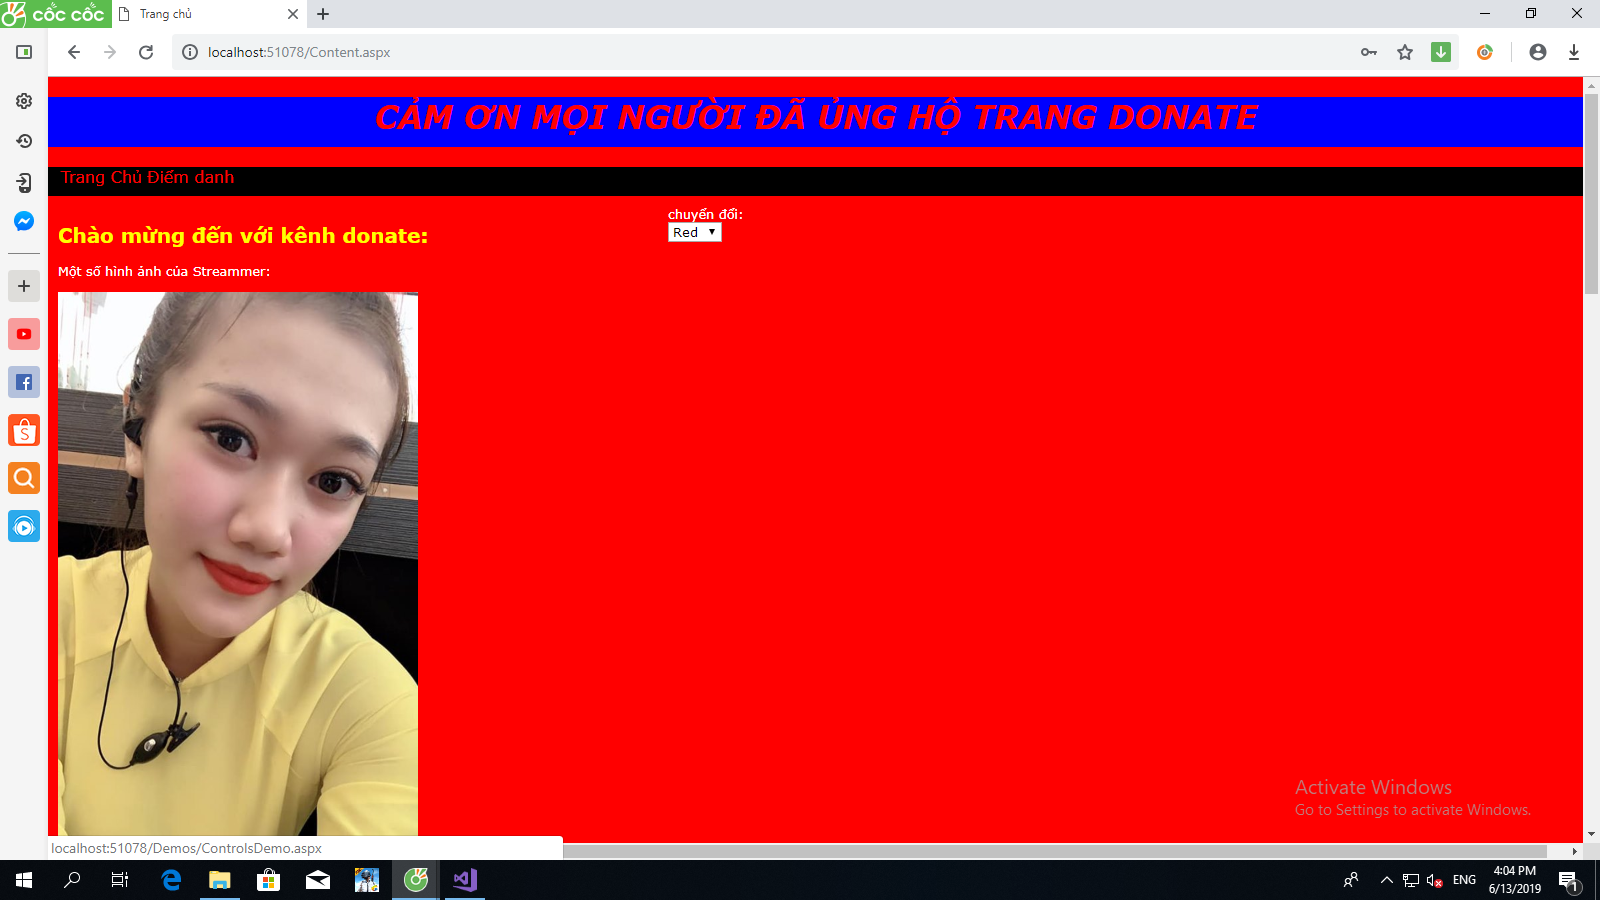 cốc cốc
Trang chủ
localhost:51078/Content.aspx
CẢM ƠN MỌI NGƯỜI ĐÃ ỦNG HỘ TRANG DONATE
Trang Chủ Điểm danh
chuyển đổi:
Red
Chào mừng đến với kênh donate:
Một số hình ảnh của Streammer:
Activate Windows
Go to Settings to activate Windows.
localhost:51078/Demos/ControlsDemo.aspx
ENG
4:04 PM
6/13/2019
1